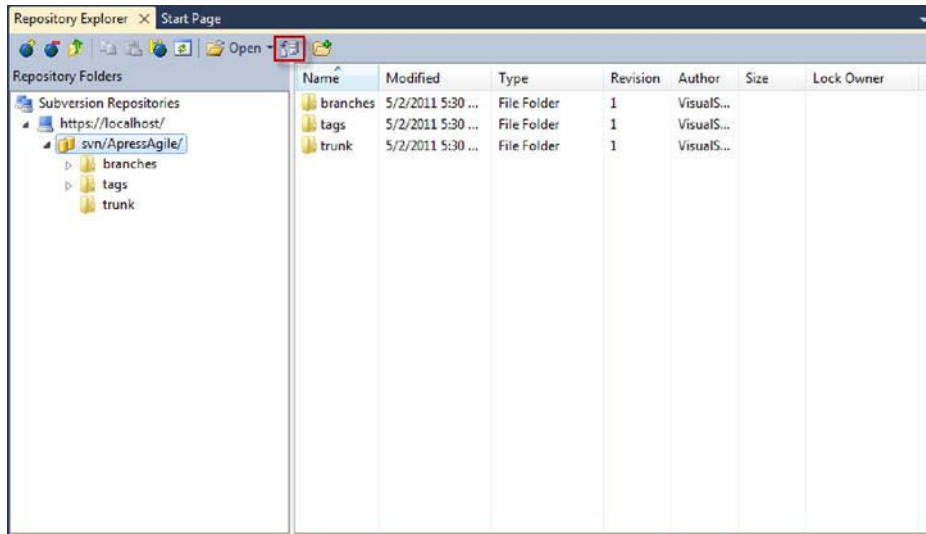 Repository Explorer Start Page
Open
Repository Folders
Subversion Repositories
https://localhost/
svn/ApressAgile/
branches
tags
trunk
Name Modified Type Revision Author Size Lock Owner
branches 5/2/2011 5:30 ... File Folder 1 VisualS...
tags 5/2/2011 5:30 ... File Folder 1 VisualS...
trunk 5/2/2011 5:30 ... File Folder 1 VisualS...